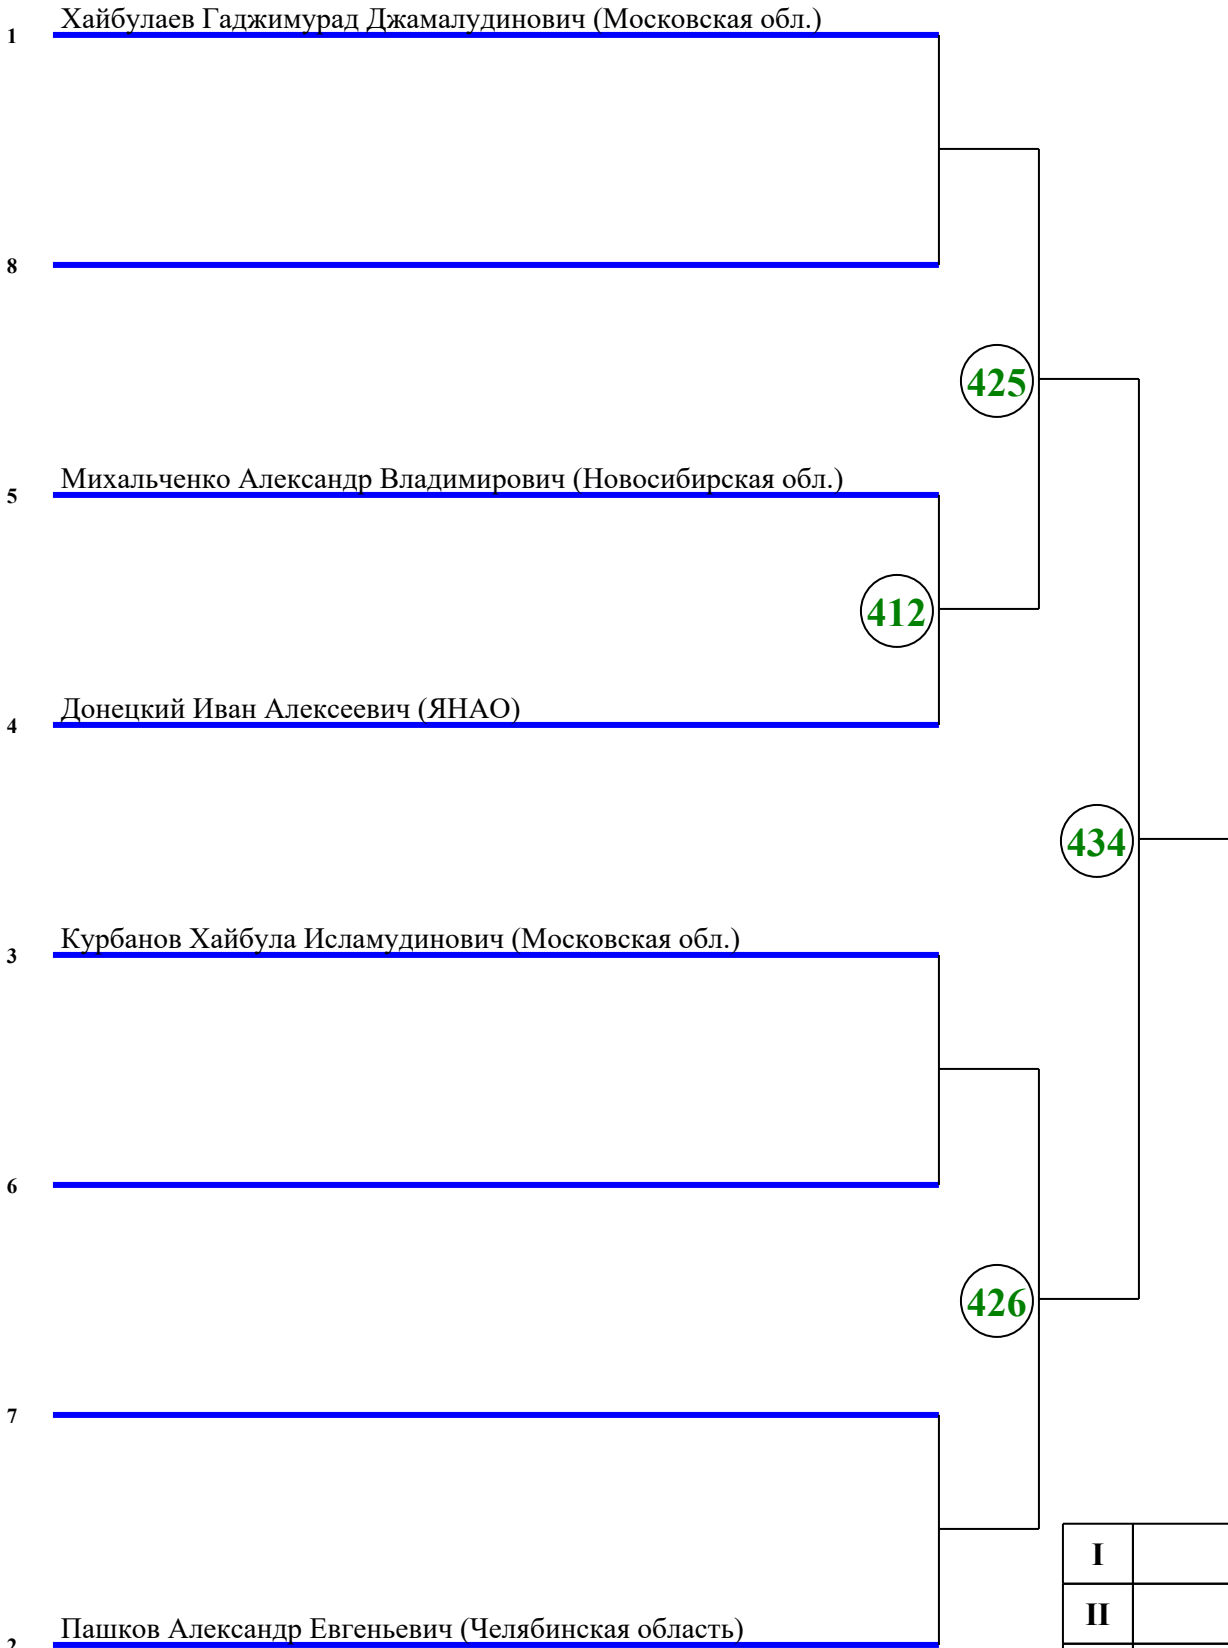 Хайбулаев Гаджимурад Джамалудинович (Московская обл.)
1
8
425
Михальченко Александр Владимирович (Новосибирская обл.)
5
412
Донецкий Иван Алексеевич (ЯНАО)
4
434
Курбанов Хайбула Исламудинович (Московская обл.)
3
6
426
7
I
II
Пашков Александр Евгеньевич (Челябинская область)
2